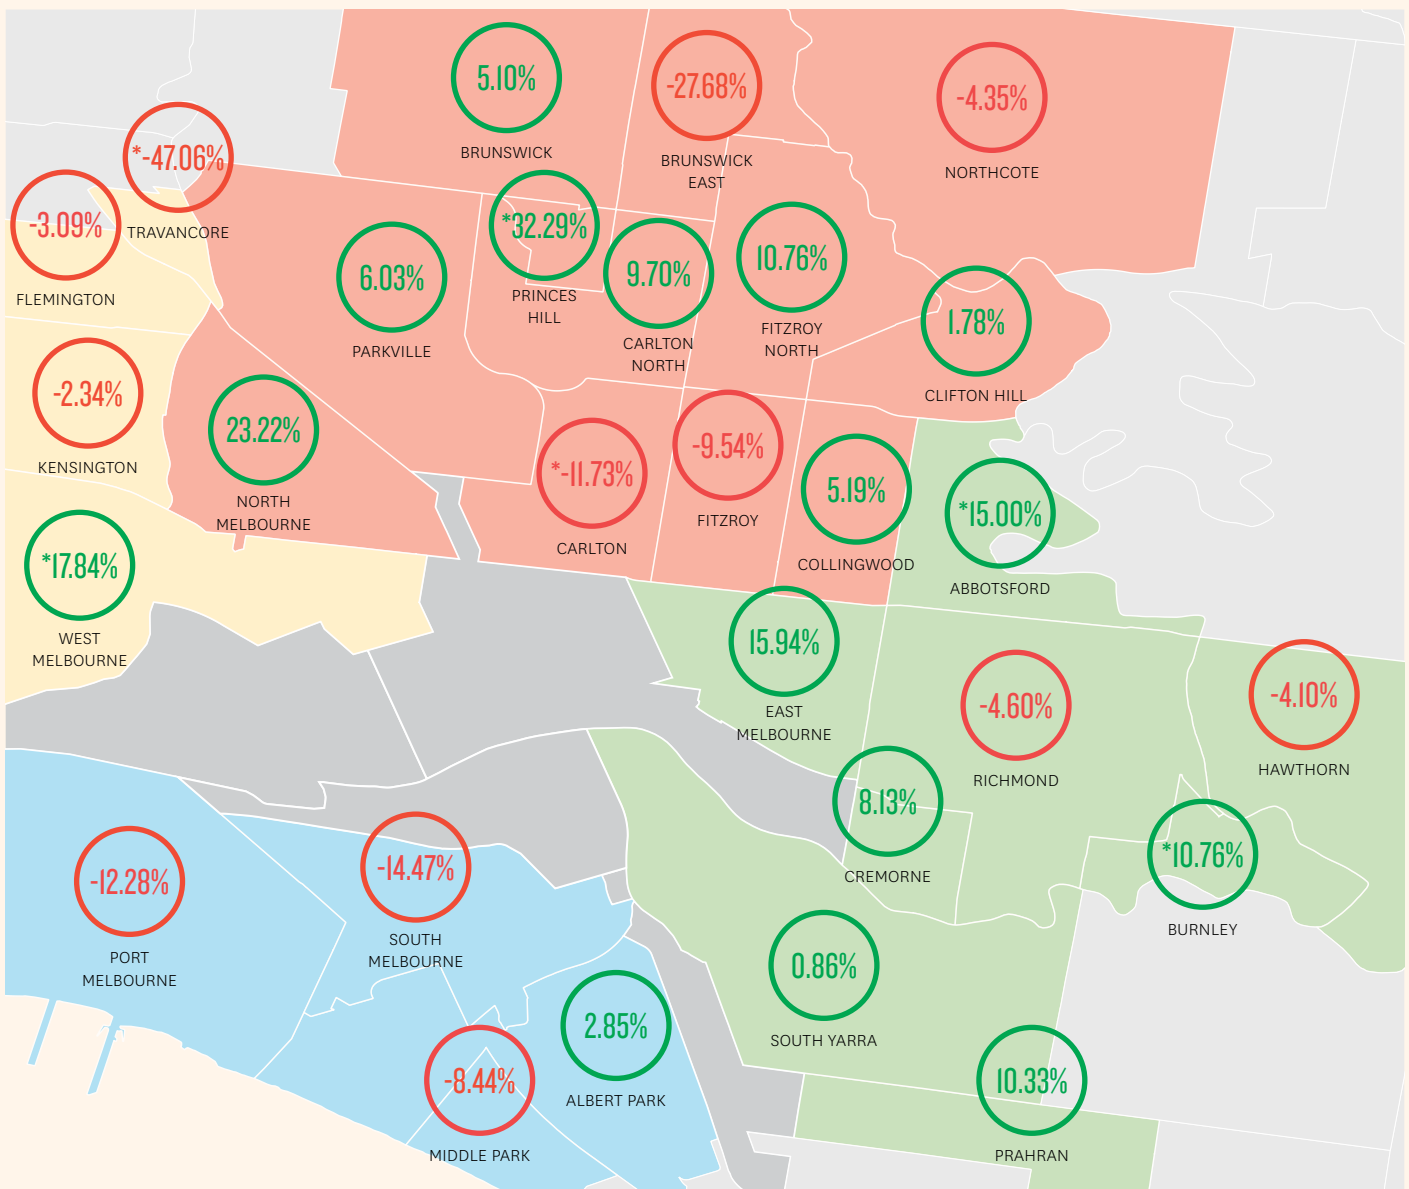 5.10%
BRUNSWICK
-27.68%
BRUNSWICK
EAST
-4.35%
NORTHCOTE
*-47.06%
TRAVANCORE
-3.09%
FLEMINGTON
6.03%
PARKVILLE
*32.29%
PRINCES
HILL
9.70%
CARLTON
NORTH
10.76%
FITZROY
NORTH
1.78%
CLIFTON HILL
-2.34%
KENSINGTON
23.22%
NORTH
MELBOURNE
*-11.73%
CARLTON
-9.54%
FITZROY
5.19%
COLLINGWOOD
*15.00%
ABBOTSFORD
*17.84%
WEST
MELBOURNE
15.94%
EAST
MELBOURNE
-4.60%
RICHMOND
-4.10%
HAWTHORN
8.13%
CREMORNE
*10.76%
BURNLEY
-12.28%
PORT
MELBOURNE
-14.47%
SOUTH
MELBOURNE
0.86%
SOUTH YARRA
2.85%
ALBERT PARK
-8.44%
MIDDLE PARK
10.33%
PRAHRAN